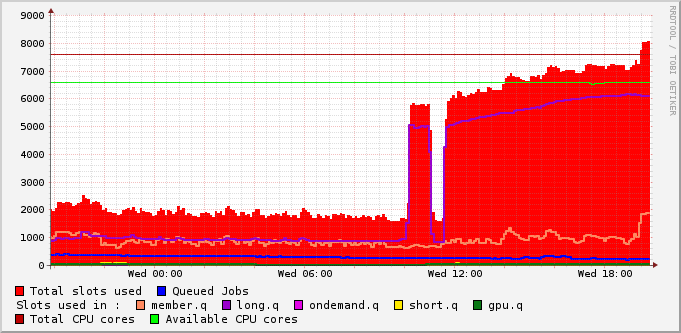 9000
8000
7000
6000
5000
4000
3000
2000
1000
0
Wed 00:00 Wed 06:00 Wed 12:00 Wed 18:00
Total slots used Queued Jobs
Slots used in : member.q long.q ondemand.q short.q gpu.q
Total CPU cores Available CPU cores
RRDTOOL / TOBI OETIKER